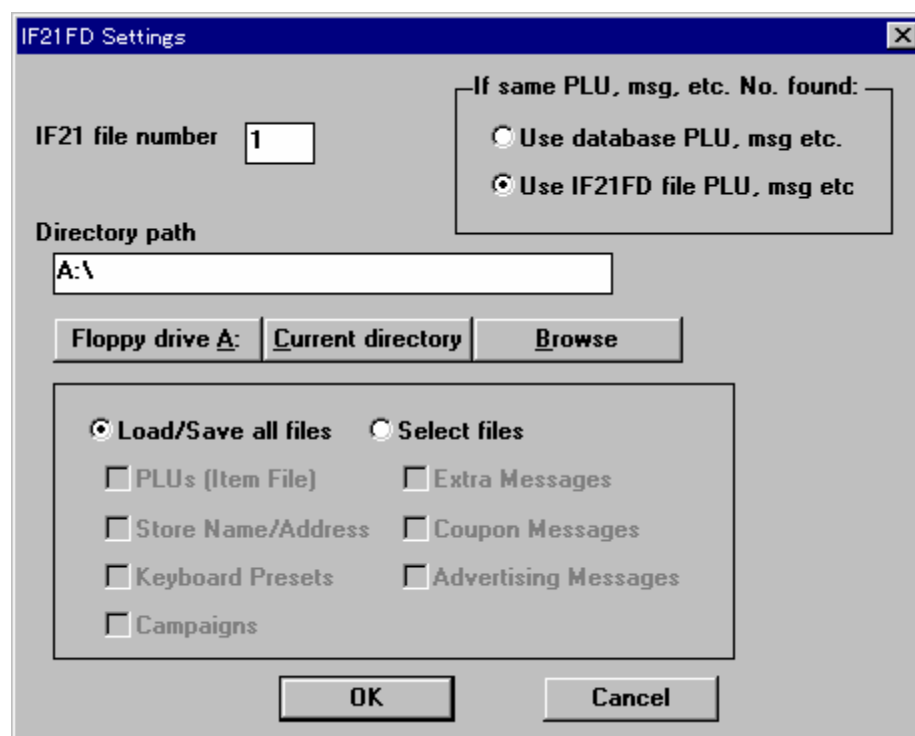 IF21FD Settings
If same PLU, msg, etc. No. found:
IF21 file number 1
Use database PLU, msg etc.
Use IF21FD file PLU, msg etc
Directory path
A:\
Floppy drive A: Current directory Browse
Load/Save all files Select files
PLUs (Item File) Extra Messages
Store Name/Address Coupon Messages
Keyboard Presets Advertising Messages
Campaigns
OK Cancel